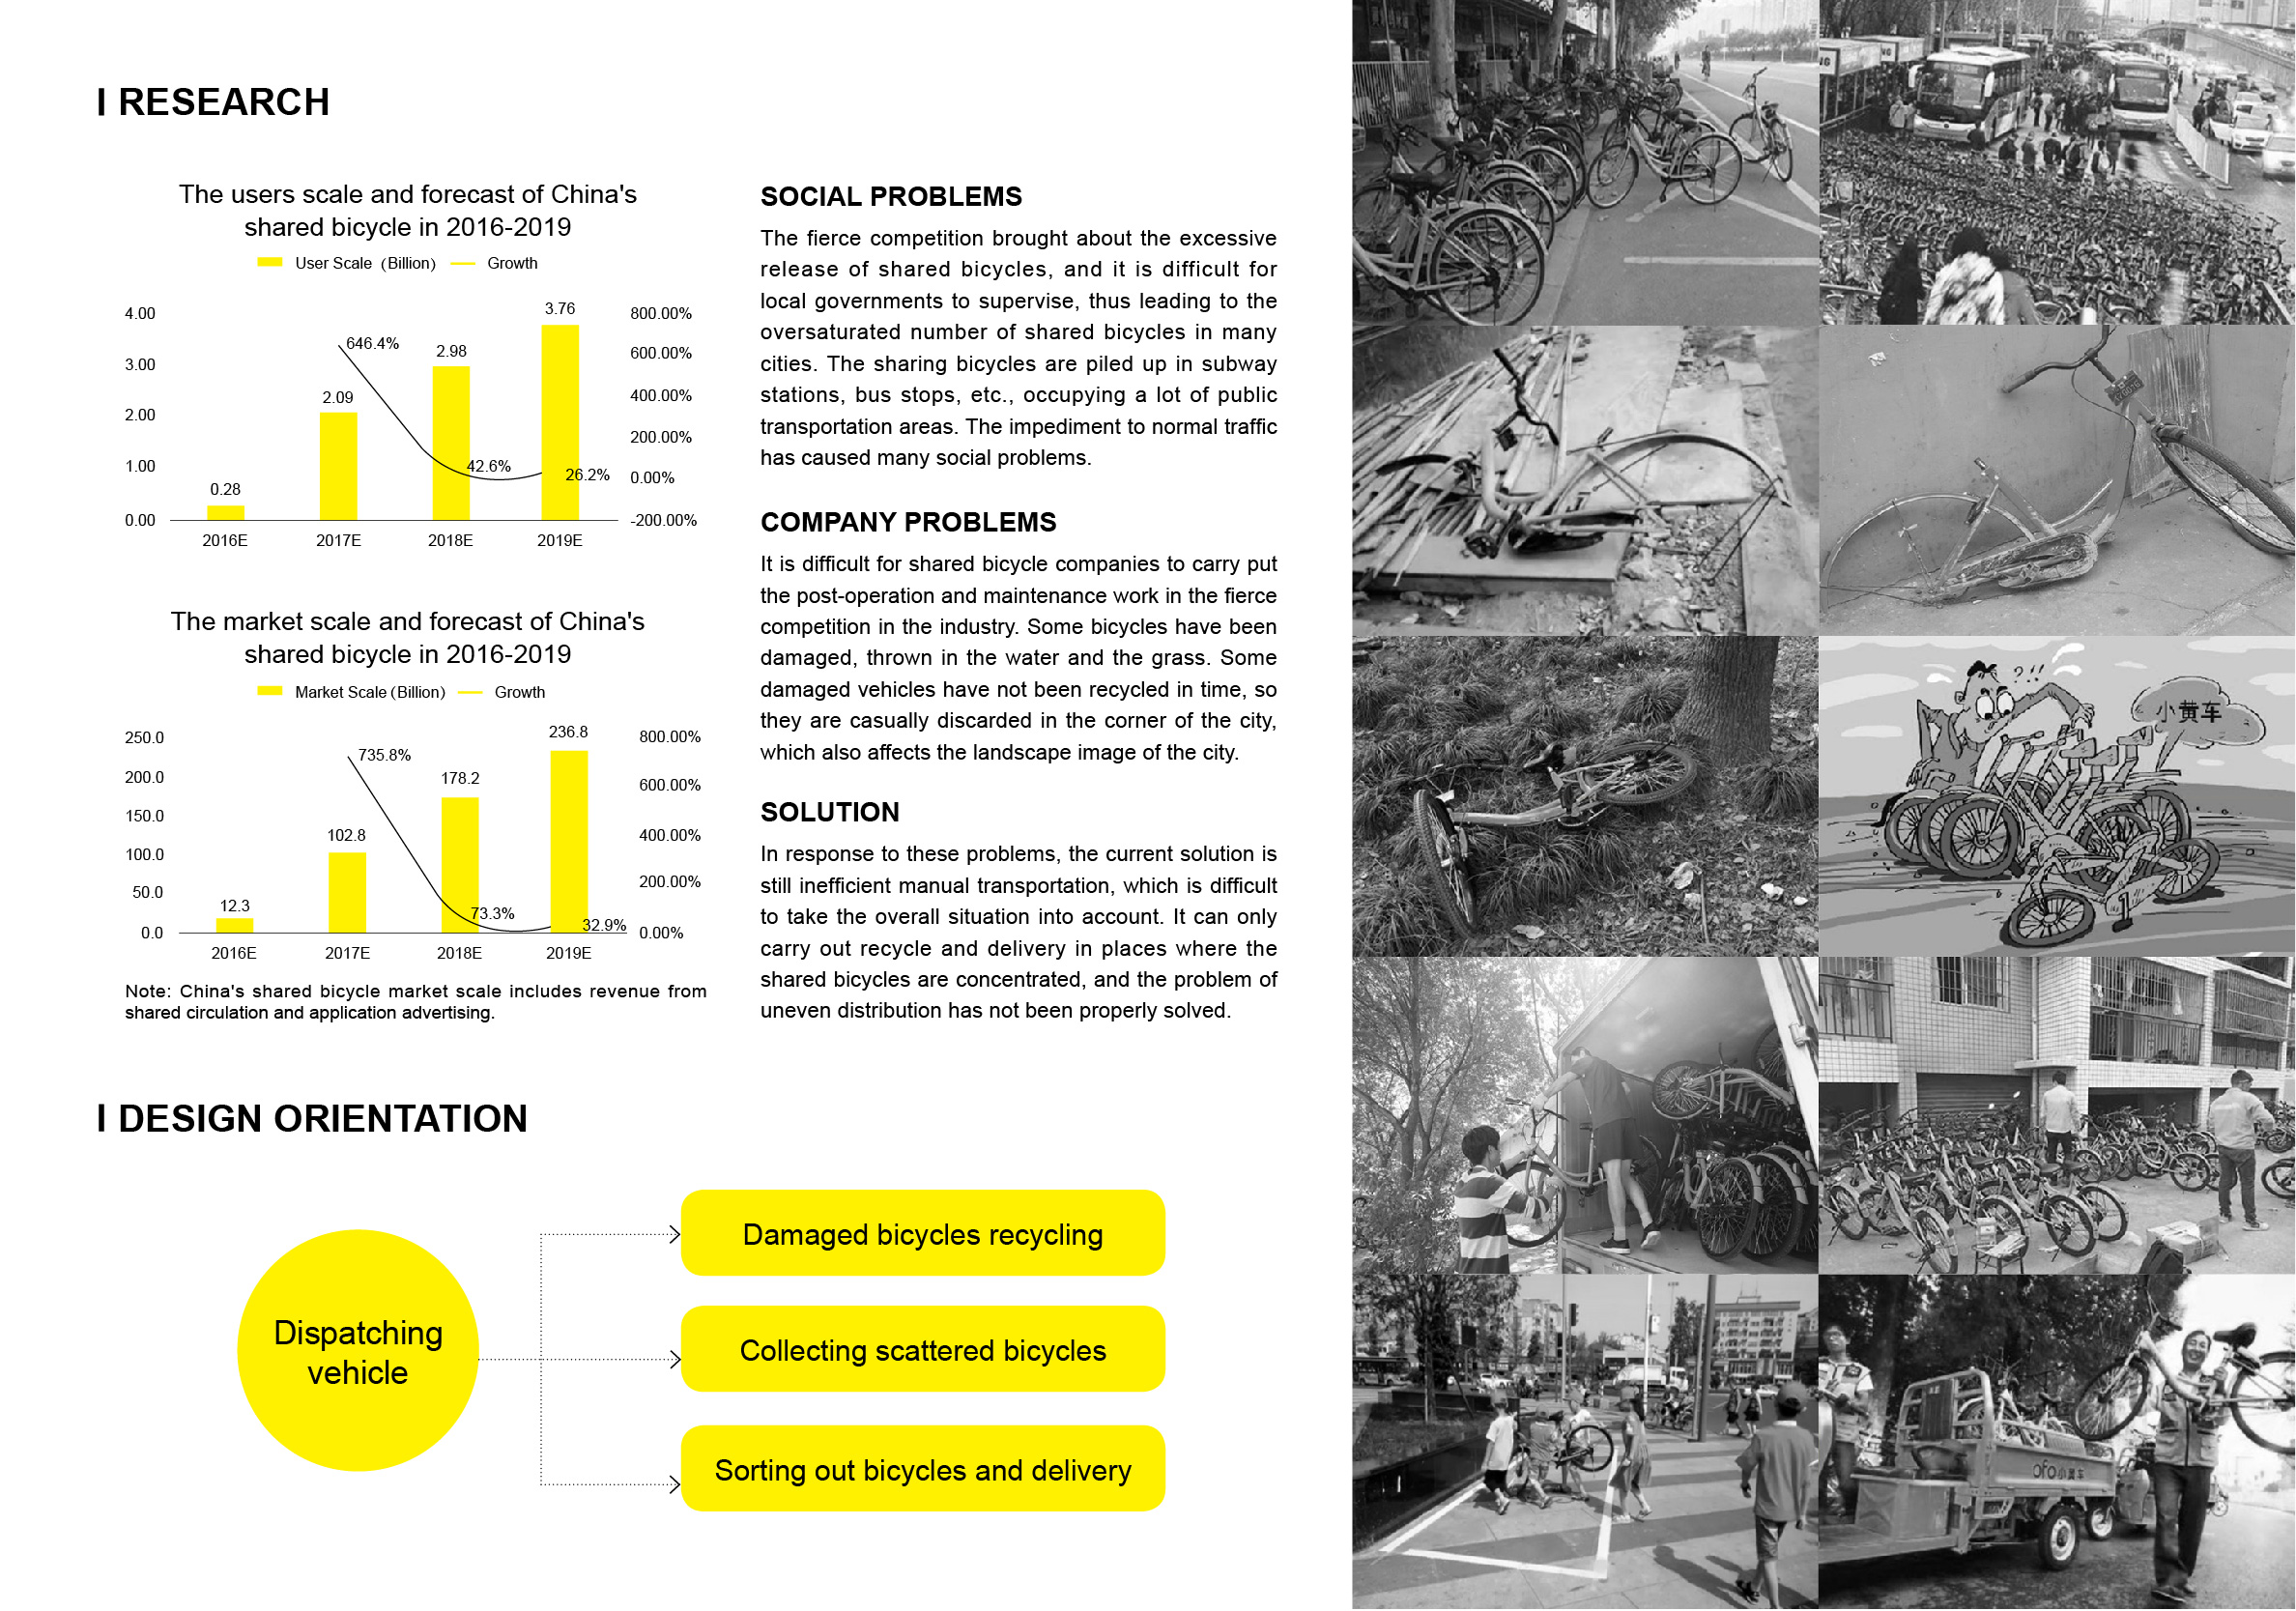 I RESEARCH
The users scale and forecast of China's
shared bicycle in 2016-2019
User Scale（Billion） Growth
4.00
3.00
2.00
1.00
0.00
800.00%
600.00%
400.00%
200.00%
0.00%
-200.00%
0.28
2.09
2.98
3.76
646.4%
42.6%
26.2%
2016E 2017E 2018E 2019E
The market scale and forecast of China's
shared bicycle in 2016-2019
Market Scale（Billion） Growth
250.0
200.0
150.0
100.0
50.0
0.0
800.00%
600.00%
400.00%
200.00%
0.00%
12.3
102.8
178.2
236.8
735.8%
73.3%
32.9%
2016E 2017E 2018E 2019E
Note: China's shared bicycle market scale includes revenue from
shared circulation and application advertising.
SOCIAL PROBLEMS
The fierce competition brought about the excessive
release of shared bicycles, and it is difficult for
local governments to supervise, thus leading to the
oversaturated number of shared bicycles in many
cities. The sharing bicycles are piled up in subway
stations, bus stops, etc., occupying a lot of public
transportation areas. The impediment to normal traffic
has caused many social problems.
COMPANY PROBLEMS
It is difficult for shared bicycle companies to carry put
the post-operation and maintenance work in the fierce
competition in the industry. Some bicycles have been
damaged, thrown in the water and the grass. Some
damaged vehicles have not been recycled in time, so
they are casually discarded in the corner of the city,
which also affects the landscape image of the city.
SOLUTION
In response to these problems, the current solution is
still inefficient manual transportation, which is difficult
to take the overall situation into account. It can only
carry out recycle and delivery in places where the
shared bicycles are concentrated, and the problem of
uneven distribution has not been properly solved.
I DESIGN ORIENTATION
Dispatching
vehicle
Damaged bicycles recycling
Collecting scattered bicycles
Sorting out bicycles and delivery
?!!
小黄车
ofo小黄车